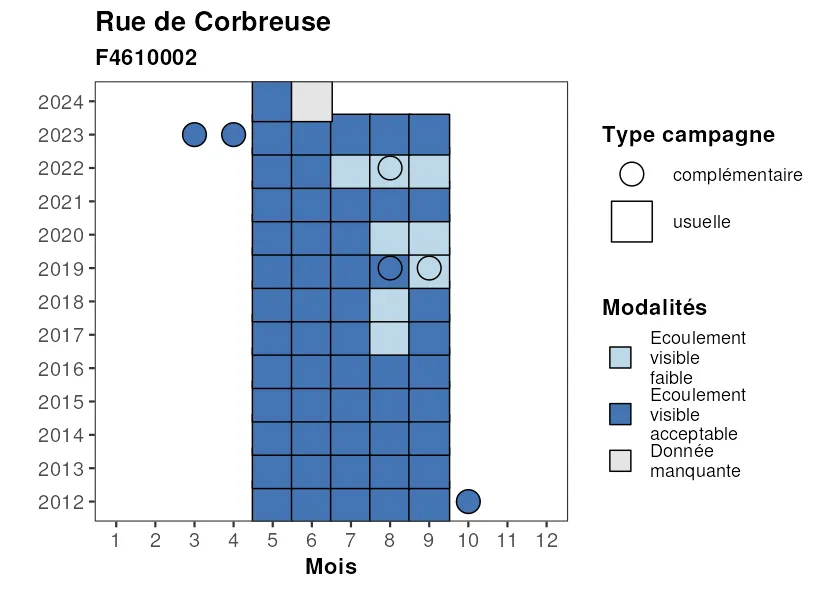 Rue de Corbreuse
F4610002
2024
2023
2022
2021
2020
2019
2018
2017
2016
2015
2014
2013
2012
1 2 3 4 5 6 7 8 9 10 11 12
Mois
Type campagne
complémentaire
usuelle
Modalités
Ecoulement
visible
faible
Ecoulement
visible
acceptable
Donnée
manquante